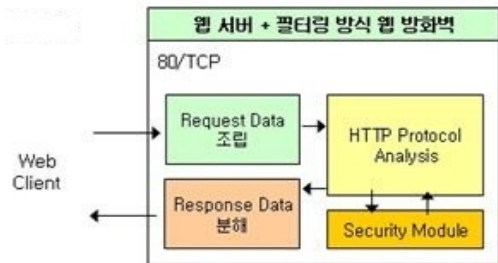 웹 서버 + 필터링 방식 웹 방화벽
80/TCP
Web
Client
Request Data
조립
HTTP Protocol
Analysis
Response Data
분해
Security Module